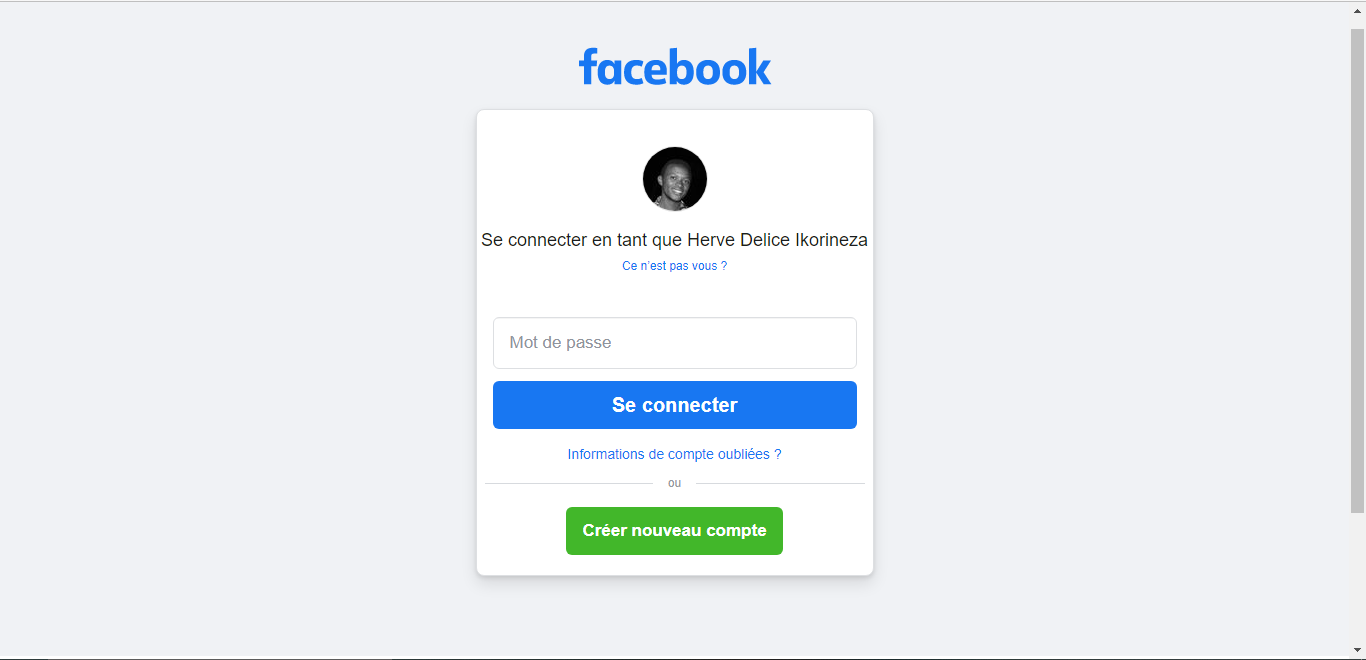 facebook
Se connecter en tant que Herve Delice Ikorineza
Ce n’est pas vous ?
Mot de passe
Se connecter
Informations de compte oubliées ?
ou
Créer nouveau compte